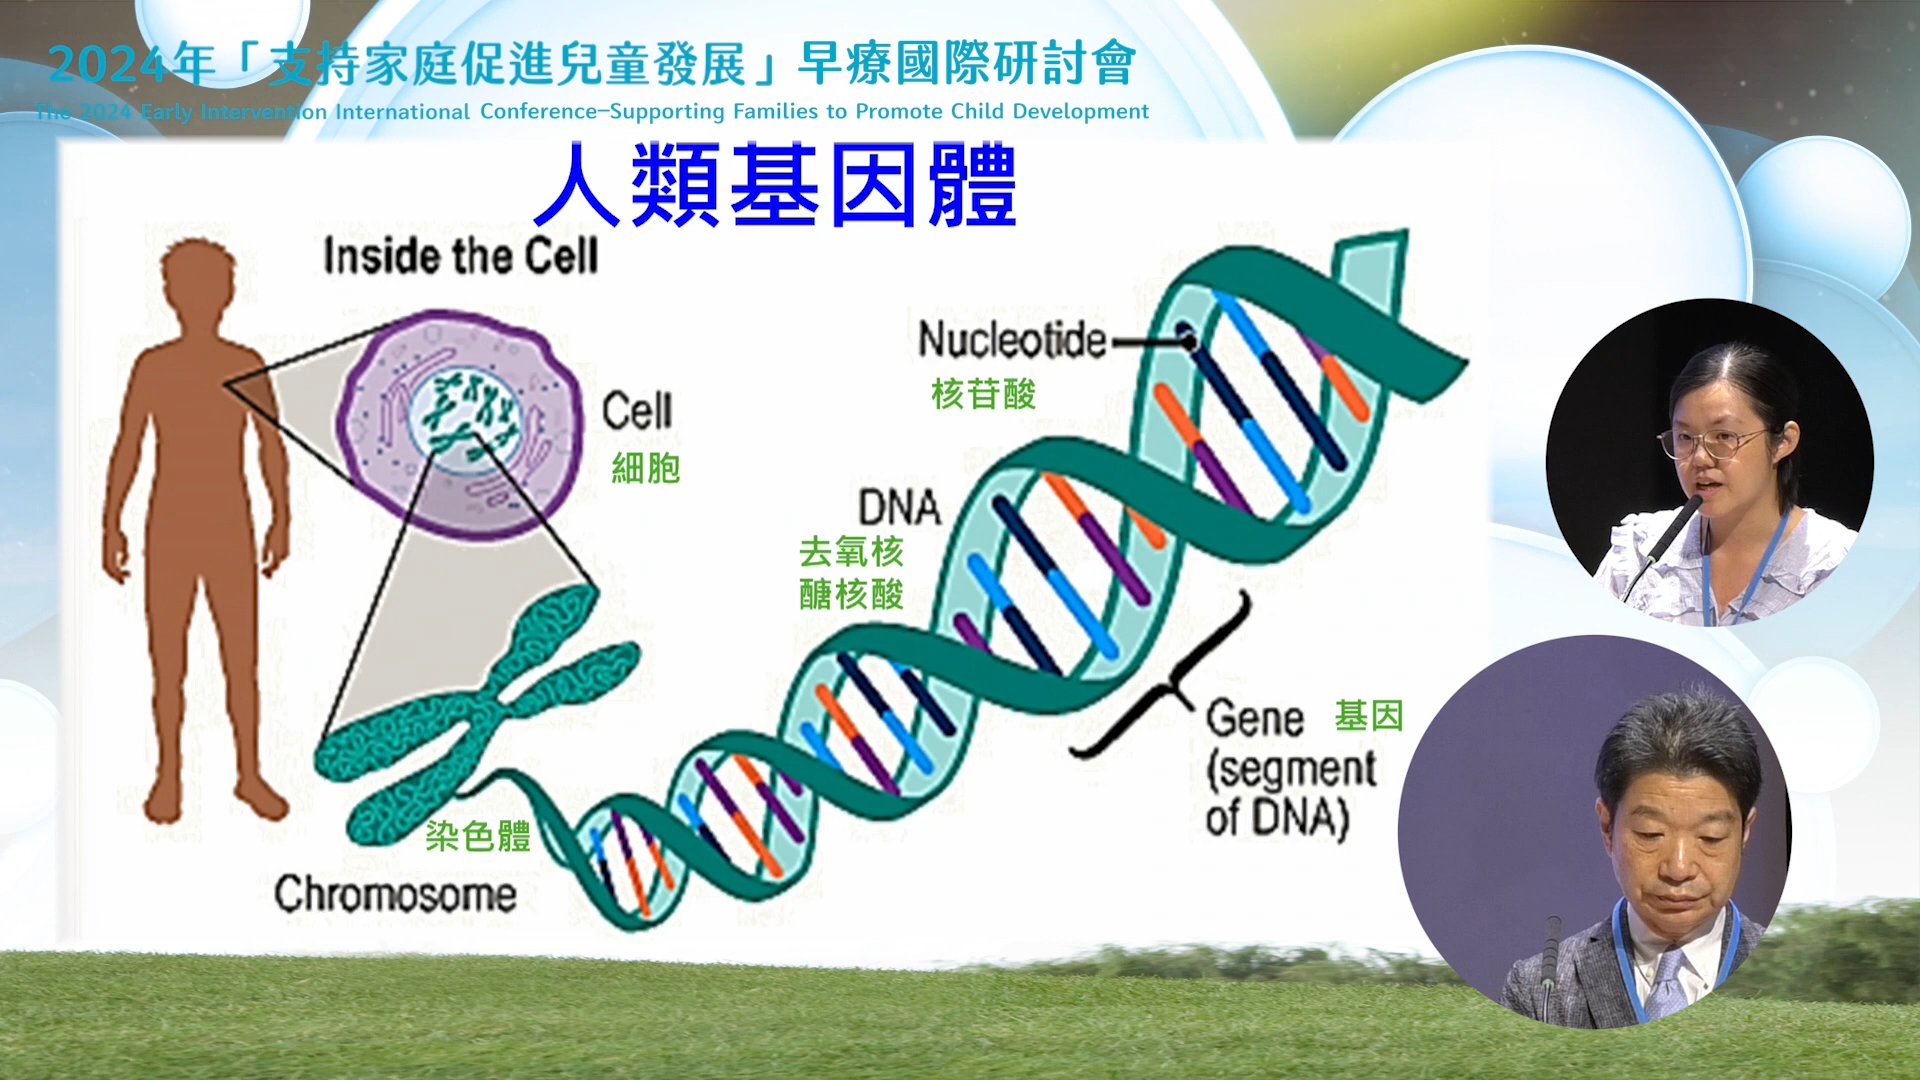 2024年「支持家庭促進兒童發展」早療國際研討會
The 2024 Early Intervention International Conference—Supporting Families to Promote Child Development
人類基因體
Inside the Cell
Cell
細胞
Nucleotide
核苷酸
DNA
去氧核
醣核酸
Gene 基因
(segment
of DNA)
染色體
Chromosome